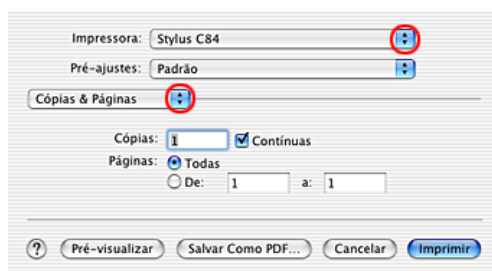 Impressora: Stylus C84
Pré-ajustes: Padrão
Cópias & Páginas
Cópias: 1 Contínuas
Páginas: Todas
De: 1 a: 1
? Pré-visualizar Salvar Como PDF... Cancelar Imprimir